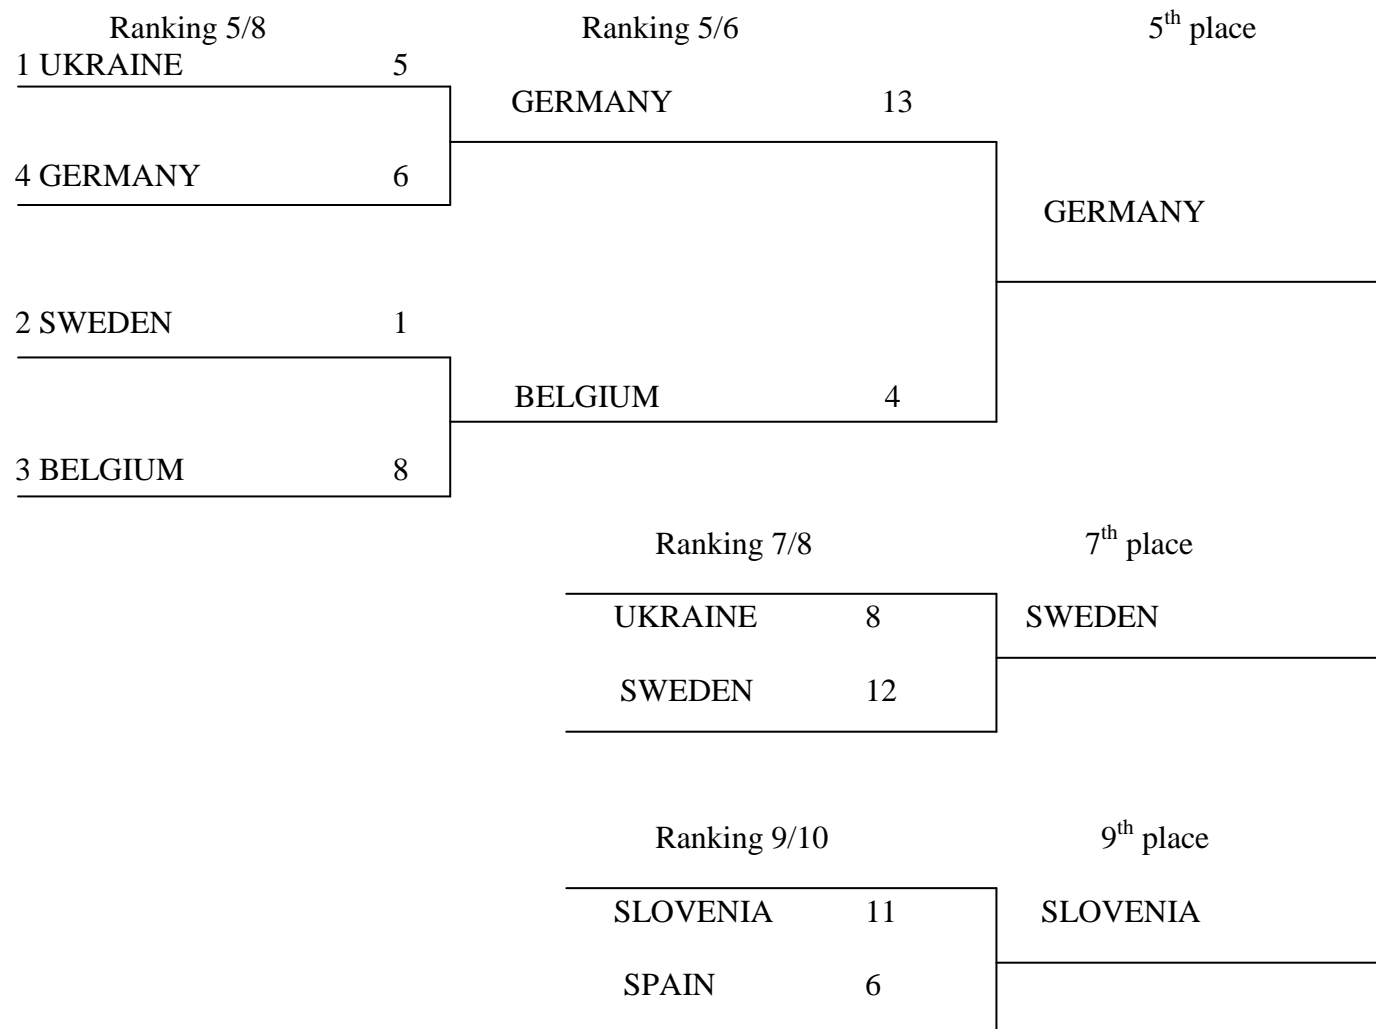 Ranking 5/8 Ranking 5/6 5th place
1 UKRAINE 5
GERMANY 13
4 GERMANY 6
GERMANY
2 SWEDEN 1
BELGIUM 4
3 BELGIUM 8
Ranking 7/8 7th place
UKRAINE 8 SWEDEN
SWEDEN 12
Ranking 9/10 9th place
SLOVENIA 11 SLOVENIA
SPAIN 6